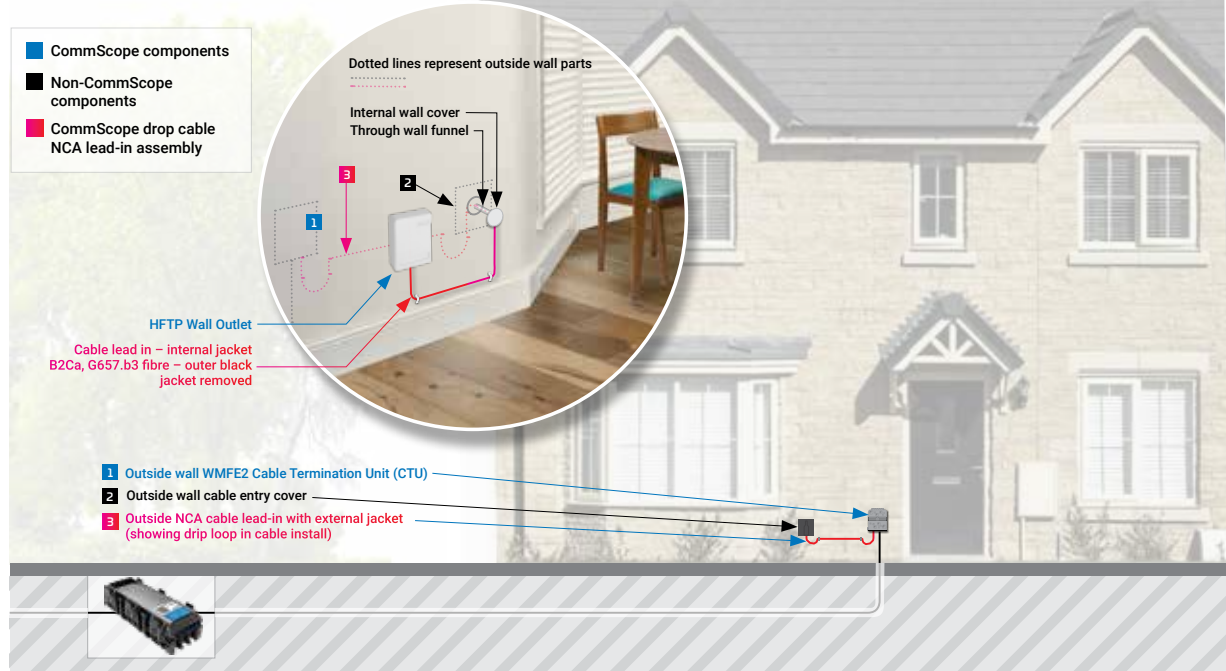 CommScope components
Non-CommScope
components
CommScope drop cable
NCA lead-in assembly
Dotted lines represent outside wall parts
Internal wall cover
Through wall funnel
3
2
1
HFTP Wall Outlet
Cable lead in – internal jacket
B2Ca, G657.b3 fibre – outer black
jacket removed
1 Outside wall WMFE2 Cable Termination Unit (CTU)
2 Outside wall cable entry cover
3 Outside NCA cable lead-in with external jacket
(showing drip loop in cable install)